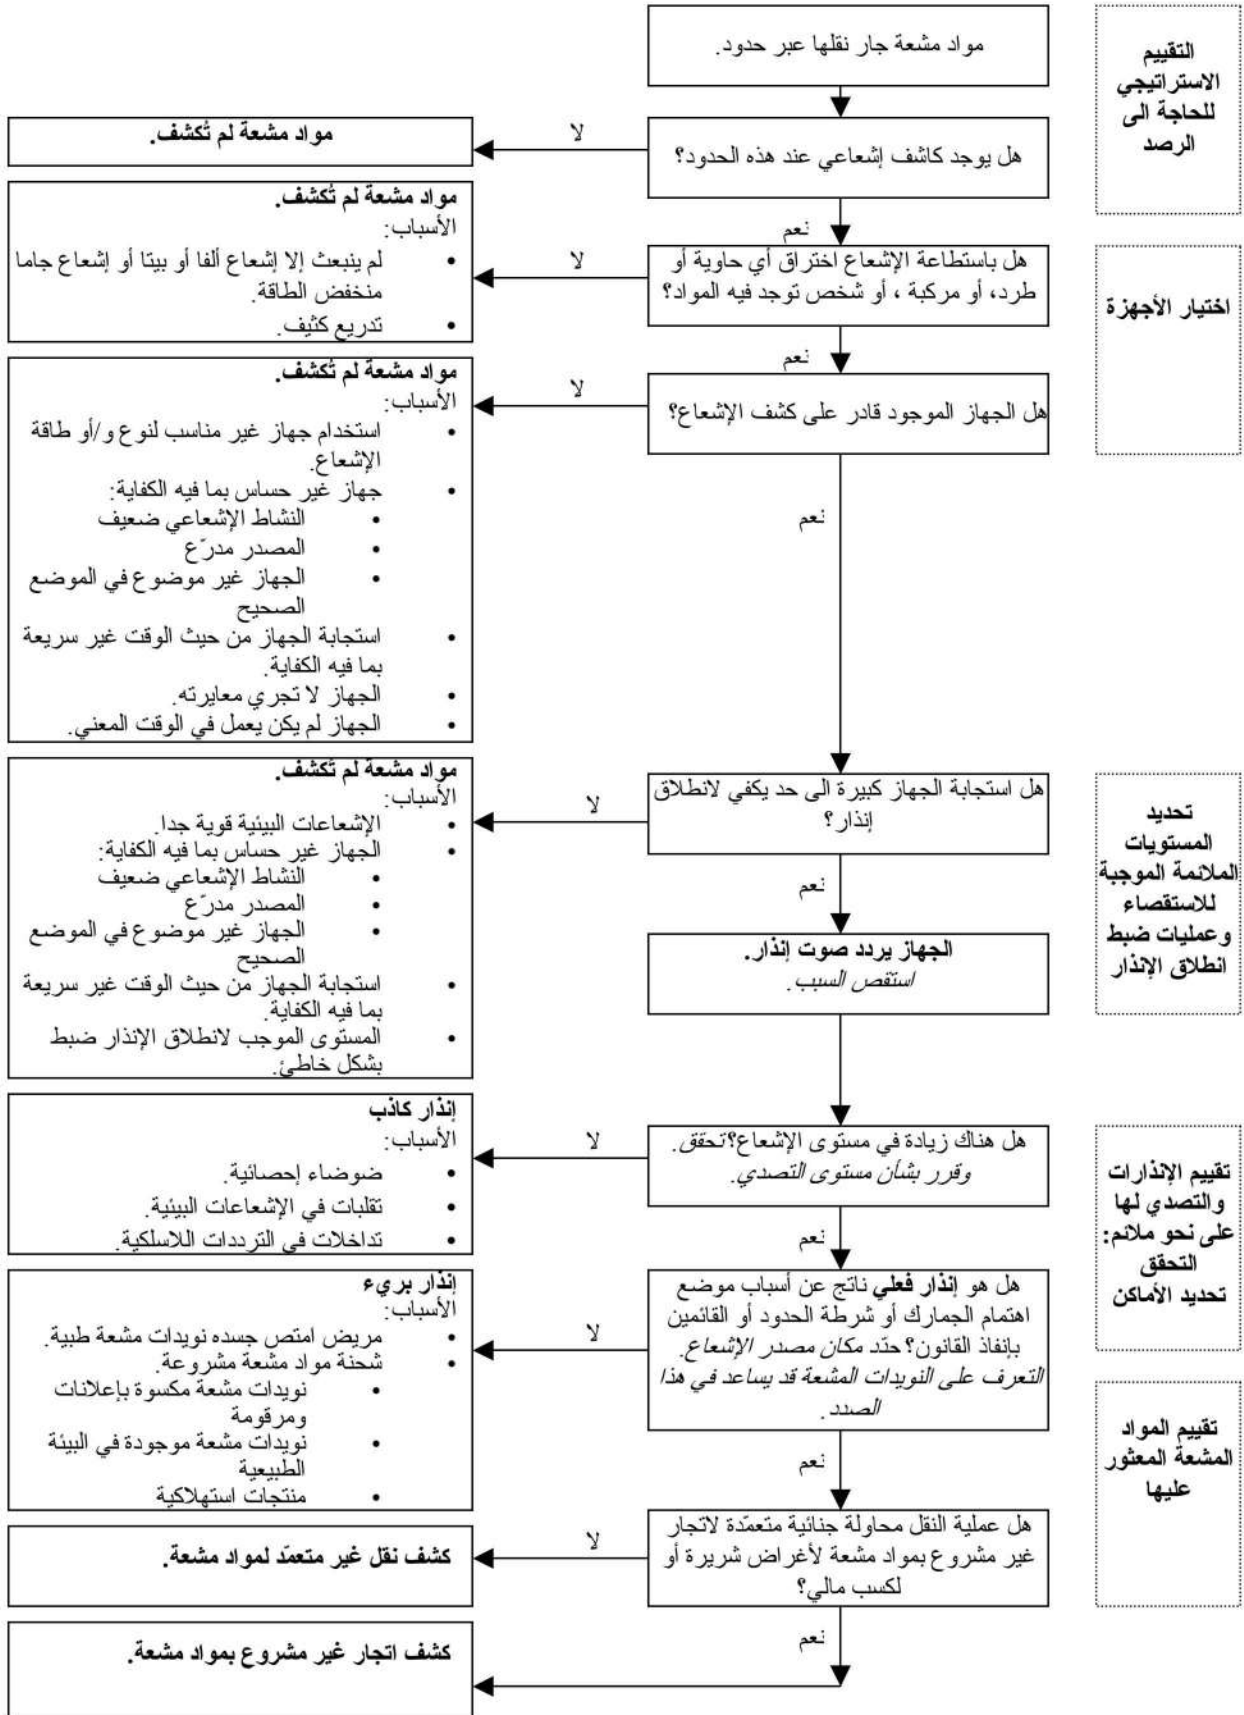 مواد مشعة جار نقلها عبر حدود.
التقييم
الاستراتيجي
للحاجة الى
الرصد
هل يوجد كاشف إشعاعي عند هذه الحدود؟
لا
مواد مشعة لم تُكشف.
نعم
هل باستطاعة الإشعاع اختراق أي حاوية أو
طرد، أو مركبة ، أو شخص توجد فيه المواد؟
اختيار الأجهزة
لا
مواد مشعة لم تُكشف.
الأسباب:
• لم ينبعث إلا إشعاع ألفا أو بيتا أو إشعاع جاما
منخفض الطاقة.
• تدريع كثيف.
نعم
هل الجهاز الموجود قادر على كشف الإشعاع؟
لا
مواد مشعة لم تُكشف.
الأسباب:
• استخدام جهاز غير مناسب لنوع و/أو طاقة
الإشعاع.
• جهاز غير حساس بما فيه الكفاية:
• النشاط الإشعاعي ضعيف
• المصدر مدرّع
• الجهاز غير موضوع في الموضع
الصحيح
• استجابة الجهاز من حيث الوقت غير سريعة
بما فيه الكفاية.
• الجهاز لا تجري معايرته.
• الجهاز لم يكن يعمل في الوقت المعني.
نعم
هل استجابة الجهاز كبيرة الى حد يكفي لانطلاق
إنذار؟
تحديد
المستويات
الملائمة الموجبة
للاستقصاء
وعمليات ضبط
انطلاق الإنذار
لا
مواد مشعة لم تُكشف.
الأسباب:
• الإشعاعات البيئية قوية جدا.
• الجهاز غير حساس بما فيه الكفاية:
• النشاط الإشعاعي ضعيف
• المصدر مدرّع
• الجهاز غير موضوع في الموضع
الصحيح
• استجابة الجهاز من حيث الوقت غير سريعة
بما فيه الكفاية.
• المستوى الموجب لانطلاق الإنذار ضبط
بشكل خاطئ.
نعم
الجهاز يردد صوت إنذار.
استقص السبب.
هل هناك زيادة في مستوى الإشعاع؟تحقق.
وقرر بشأن مستوى التصدي.
تقييم الإنذارات
والتصدي لها
على نحو ملائم:
التحقق
تحديد الأماكن
لا
إنذار كاذب
الأسباب:
• ضوضاء إحصائية.
• تقلبات في الإشعاعات البيئية.
• تداخلات في الترددات اللاسلكية.
نعم
هل هو إنذار فعلي ناتج عن أسباب موضع
اهتمام الجمارك أو شرطة الحدود أو القائمين
بإنفاذ القانون؟ حدّد مكان مصدر الإشعاع.
التعرف على النويدات المشعة قد يساعد في هذا
الصدد.
لا
إنذار بريء
الأسباب:
• مريض امتص جسده نويدات مشعة طبية.
• شحنة مواد مشعة مشروعة.
• نويدات مشعة مكسوة بإعلانات
ومرقومة
• نويدات مشعة موجودة في البيئة
الطبيعية
• منتجات استهلاكية
تقييم المواد
المشعة المعثور
عليها
نعم
هل عملية النقل محاولة جنائية متعمّدة لاتجار
غير مشروع بمواد مشعة لأغراض شريرة أو
لكسب مالي؟
لا
كشف نقل غير متعمّد لمواد مشعة.
نعم
كشف اتجار غير مشروع بمواد مشعة.